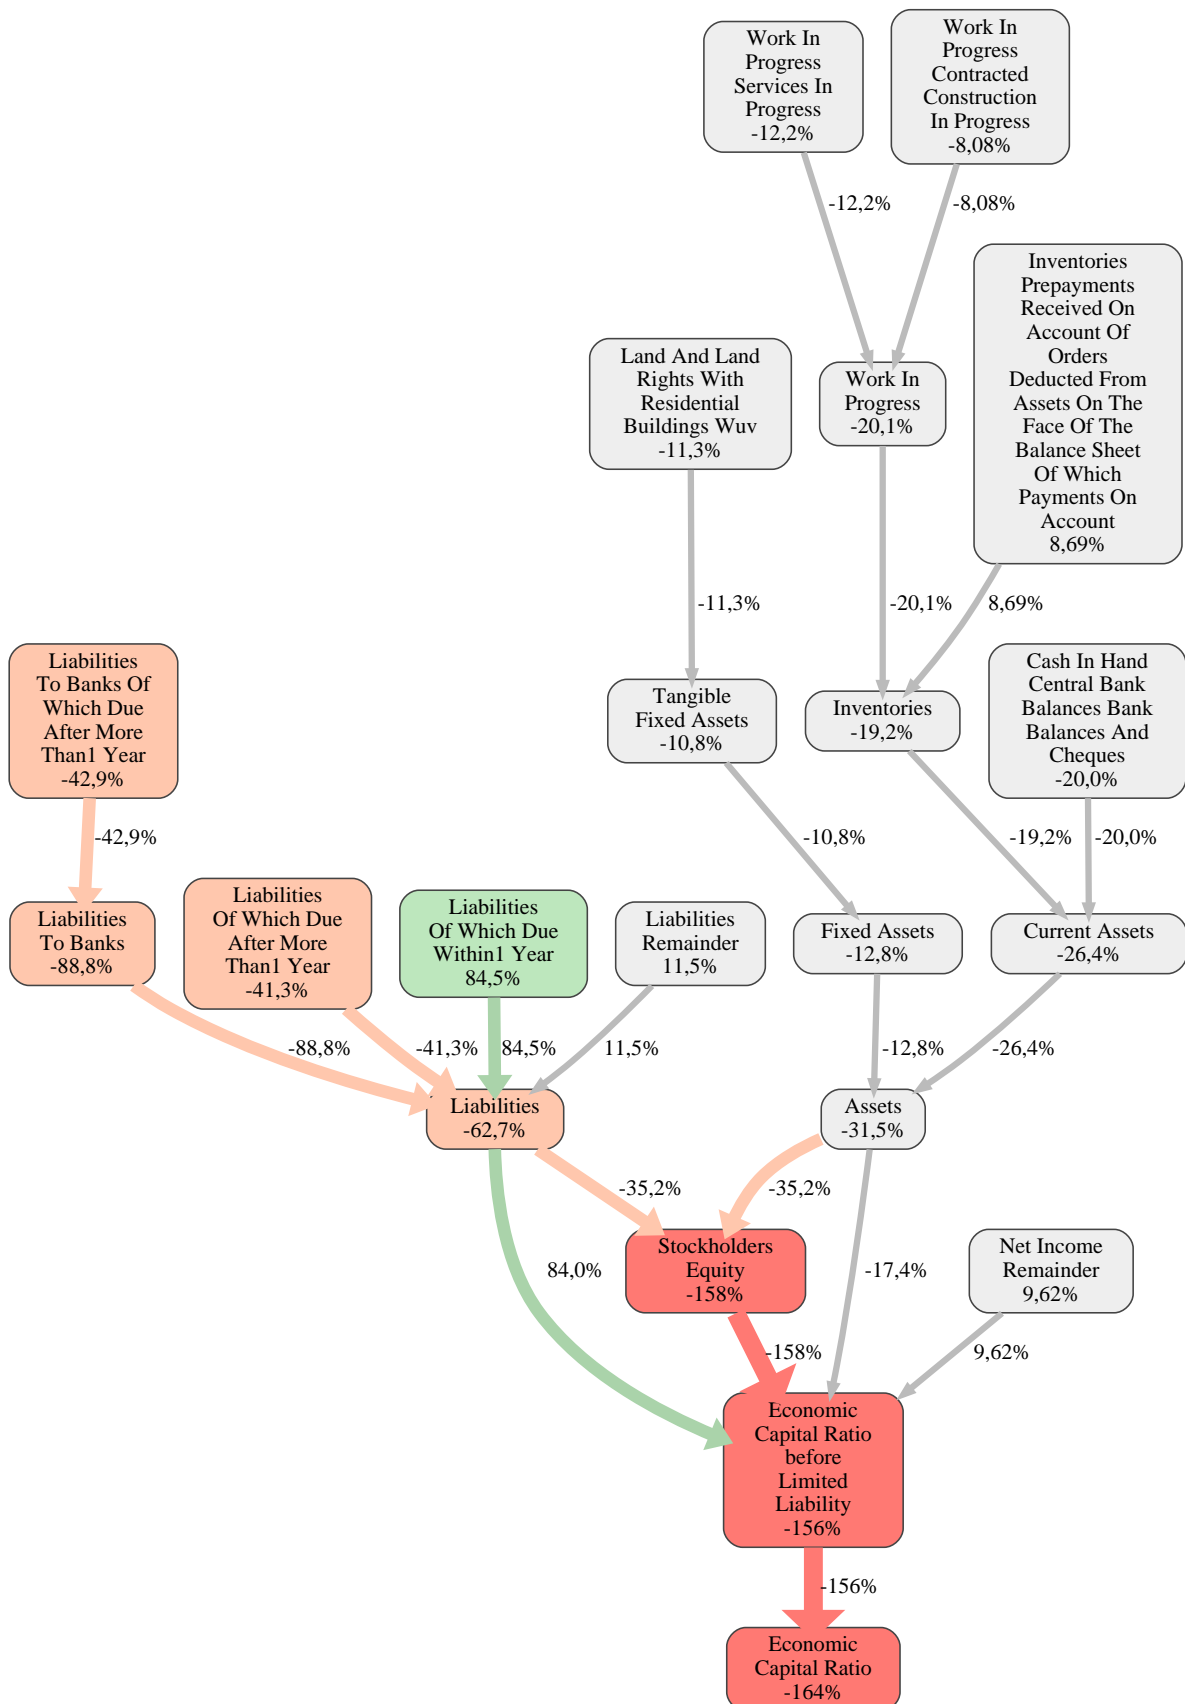 Work In
Progress
Services In
Progress
-12,2%
Work In
Progress
Contracted
Construction
In Progress
-8,08%
-12,2%
-8,08%
Inventories
Prepayments
Received On
Account Of
Orders
Deducted From
Assets On The
Face Of The
Balance Sheet
Of Which
Payments On
Account
8,69%
Land And Land
Rights With
Residential
Buildings Wuv
-11,3%
Work In
Progress
-20,1%
-11,3%
-20,1%
8,69%
Liabilities
To Banks Of
Which Due
After More
Than1 Year
-42,9%
Tangible
Fixed Assets
-10,8%
Inventories
-19,2%
Cash In Hand
Central Bank
Balances Bank
Balances And
Cheques
-20,0%
-42,9%
-10,8%
-19,2%
-20,0%
Liabilities
To Banks
-88,8%
Liabilities
Of Which Due
After More
Than1 Year
-41,3%
Liabilities
Of Which Due
Within1 Year
84,5%
Liabilities
Remainder
11,5%
Fixed Assets
-12,8%
Current Assets
-26,4%
-88,8%
-41,3%
84,5%
11,5%
-12,8%
-26,4%
Liabilities
-62,7%
Assets
-31,5%
-35,2%
-35,2%
Stockholders
Equity
-158%
Net Income
Remainder
9,62%
84,0%
-17,4%
-158%
9,62%
Economic
Capital Ratio
before
Limited
Liability
-156%
-156%
Economic
Capital Ratio
-164%